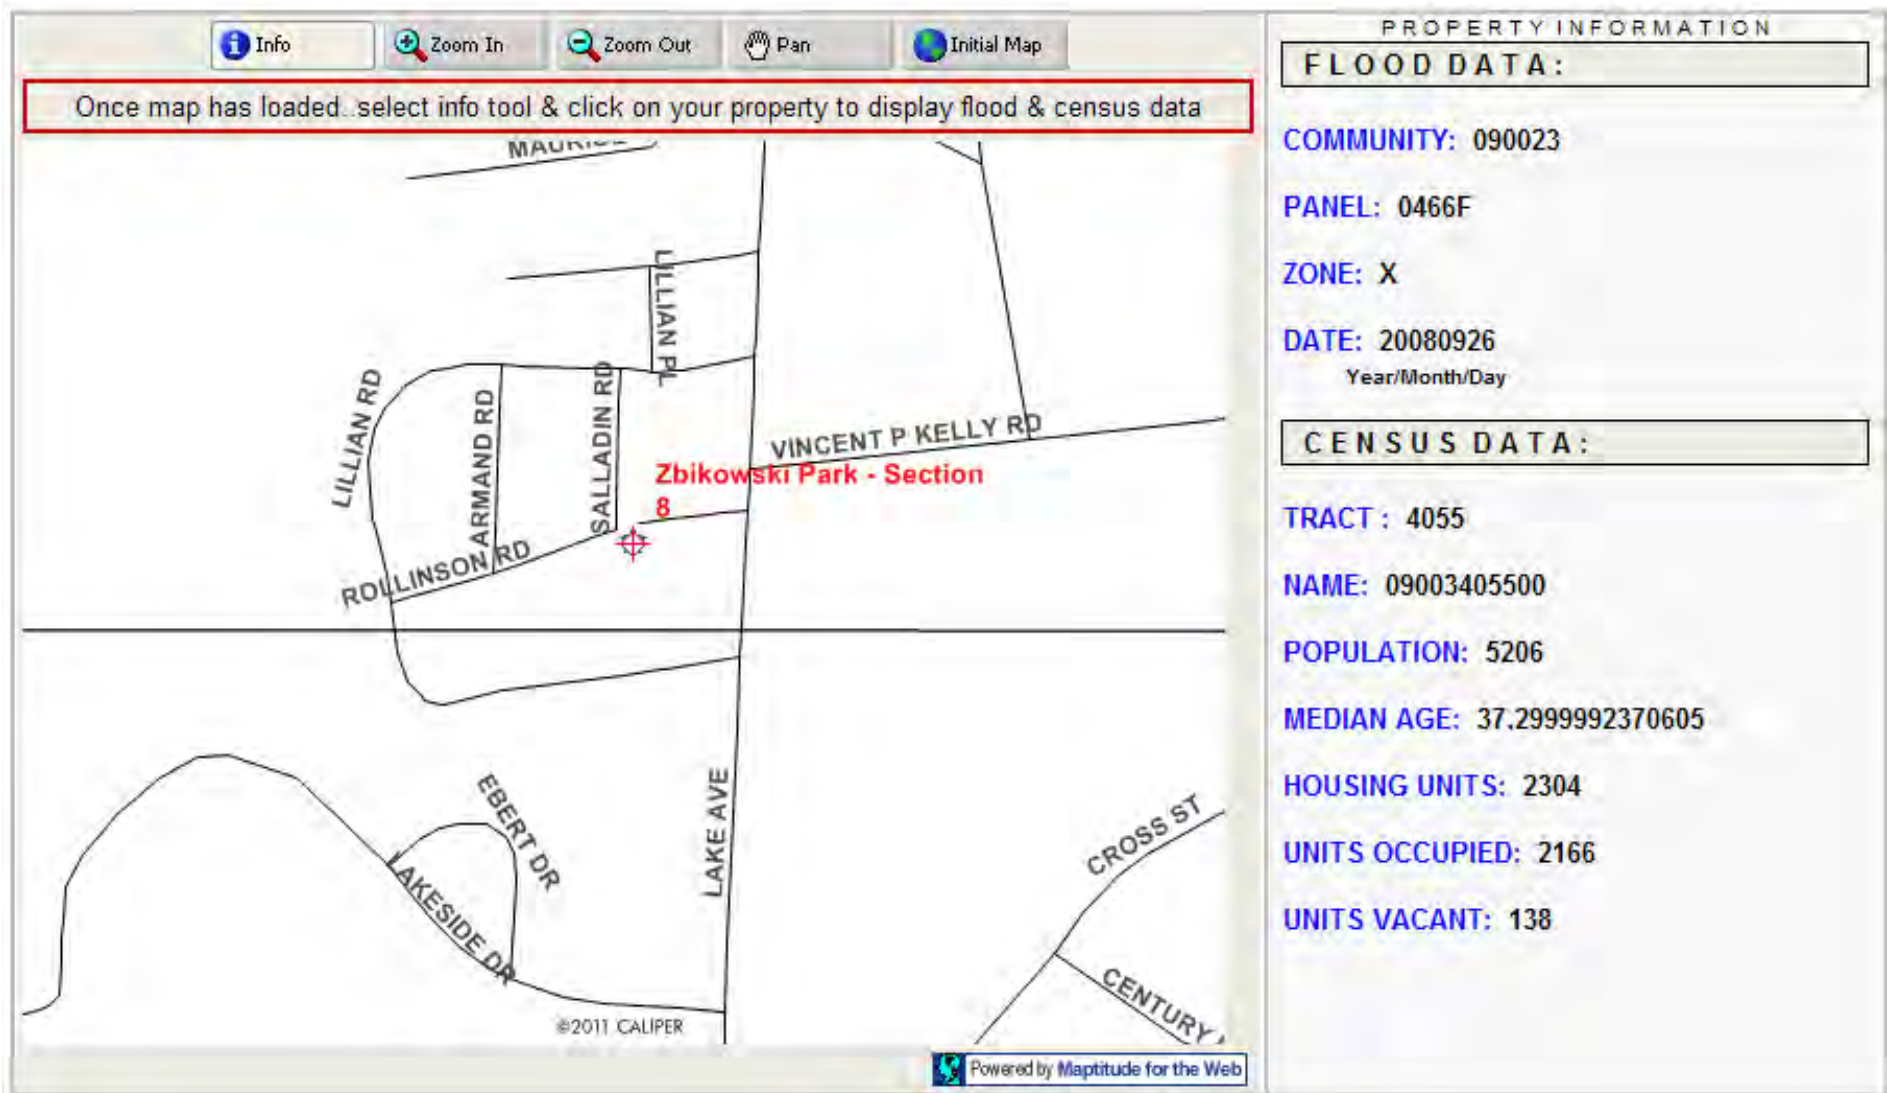 Info
Zoom In
Zoom Out
Pan
Initial Map
Once map has loaded..select info tool & click on your property to display flood & census data
LILLIAN PL
LILLIAN RD
ARMAND RD
SALLADIN RD
VINCENT P KELLY RD
Zbikowski Park - Section
8
ROLLINSON RD
EBERT DR
LAKE AVE
LAKESIDE DR
CROSS ST
CENTURY
©2011 CALIPER
Powered by Maptitude for the Web
PROPERTY INFORMATION
FLOOD DATA:
COMMUNITY: 090023
PANEL: 0466F
ZONE: X
DATE: 20080926
Year/Month/Day
CENSUS DATA:
TRACT : 4055
NAME: 09003405500
POPULATION: 5206
MEDIAN AGE: 37.2999992370605
HOUSING UNITS: 2304
UNITS OCCUPIED: 2166
UNITS VACANT: 138